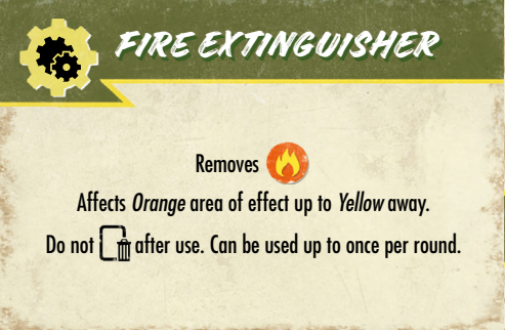 FIRE EXTINGUISHER
Removes
Affects Orange area of effect up to Yellow away.
Do not after use. Can be used up to once per round.